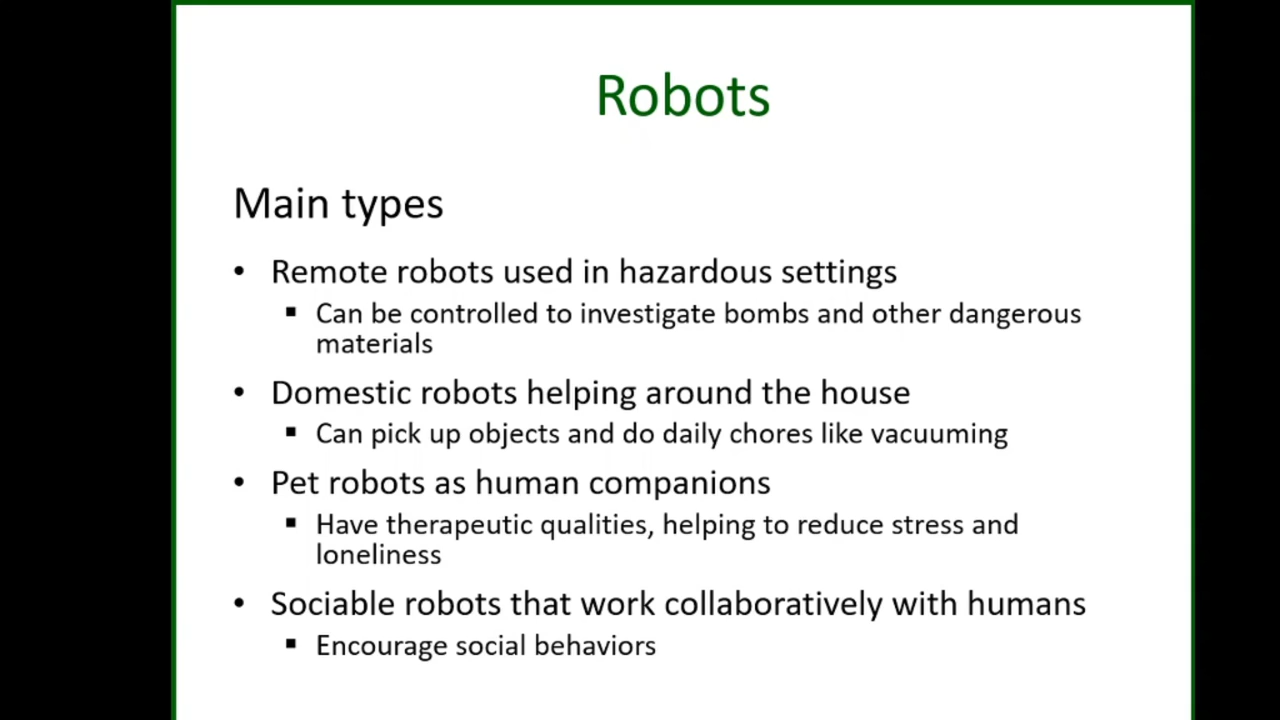 Robots
Main types
• Remote robots used in hazardous settings
▪ Can be controlled to investigate bombs and other dangerous
materials
• Domestic robots helping around the house
▪ Can pick up objects and do daily chores like vacuuming
• Pet robots as human companions
▪ Have therapeutic qualities, helping to reduce stress and
loneliness
• Sociable robots that work collaboratively with humans
▪ Encourage social behaviors